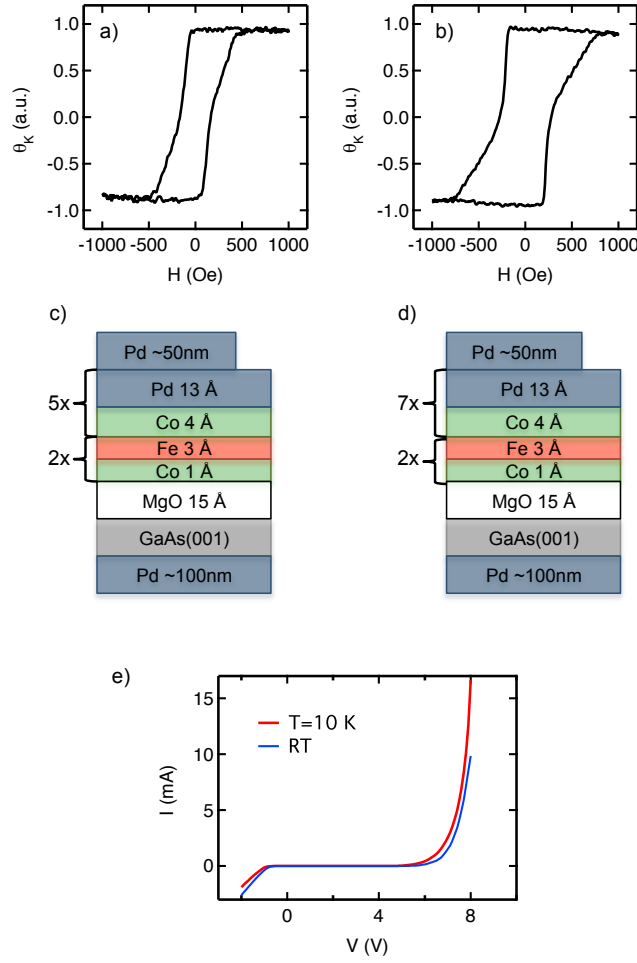 a)
1.0
0.5
0.0
-0.5
-1.0
θK (a.u.)
-1000 -500 0 500 1000
H (Oe)
b)
1.0
0.5
0.0
-0.5
-1.0
θK (a.u.)
-1000 -500 0 500 1000
H (Oe)
c)
Pd ~50nm
5x
Pd 13 Å
Co 4 Å
2x
Fe 3 Å
Co 1 Å
MgO 15 Å
GaAs(001)
Pd ~100nm
d)
Pd ~50nm
7x
Pd 13 Å
Co 4 Å
2x
Fe 3 Å
Co 1 Å
MgO 15 Å
GaAs(001)
Pd ~100nm
e)
15
10
5
0
I (mA)
T=10 K
RT
0 4 8
V (V)